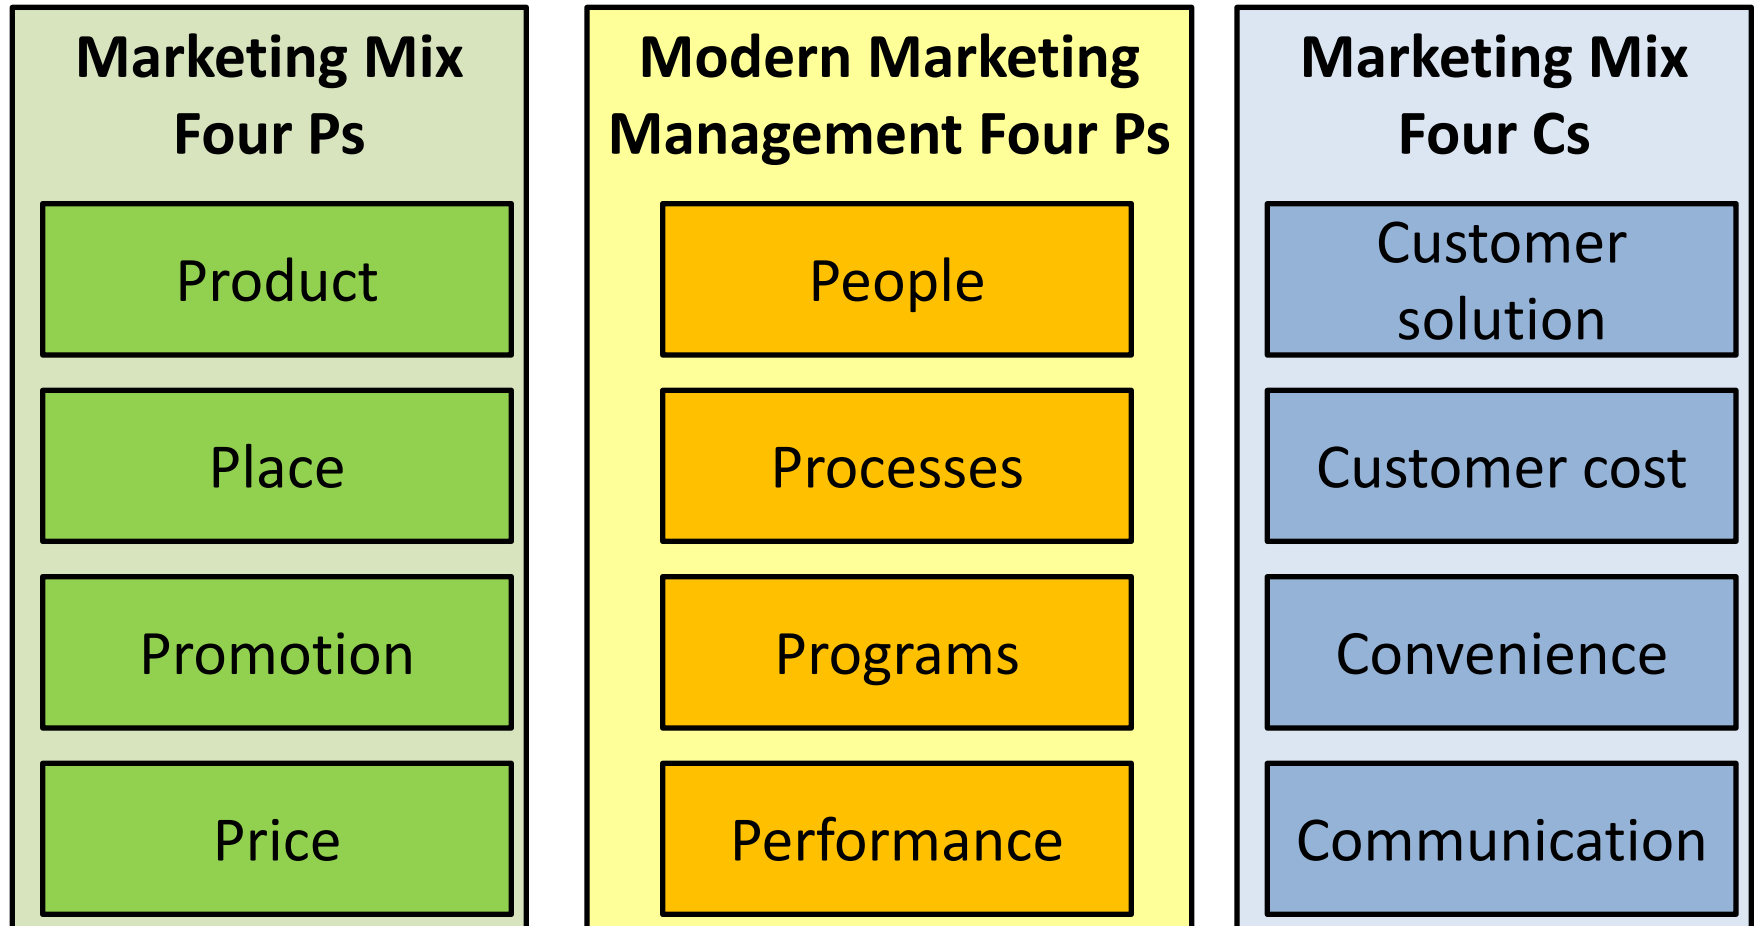 Marketing Mix
Four Ps
Product
Place
Promotion
Price
Modern Marketing
Management Four Ps
People
Processes
Programs
Performance
Marketing Mix
Four Cs
Customer
solution
Customer cost
Convenience
Communication